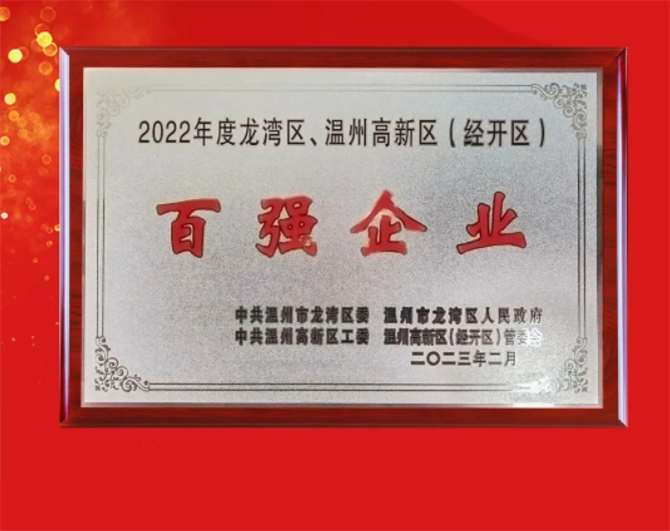 2022年度龙湾区、温州高新区(经开区)
百强企业
中共温州市龙湾区委 温州市龙湾区人民政府
中共温州高新区工委 温州高新区(经开区)管委会
二〇二三年二月